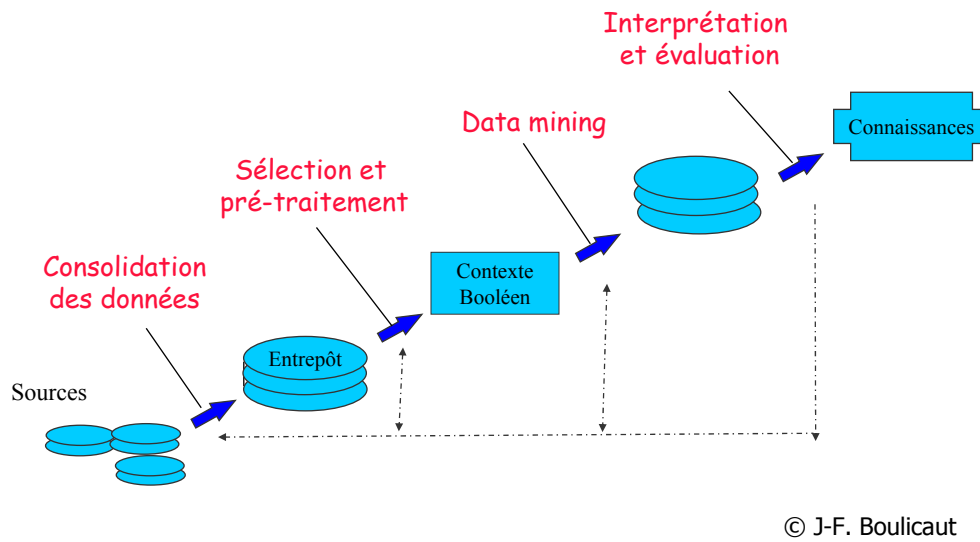 Interprétation
et évaluation
Connaissances
Data mining
Sélection et
pré-traitement
Contexte
Booléen
Consolidation
des données
Entrepôt
Sources
© J-F. Boulicaut